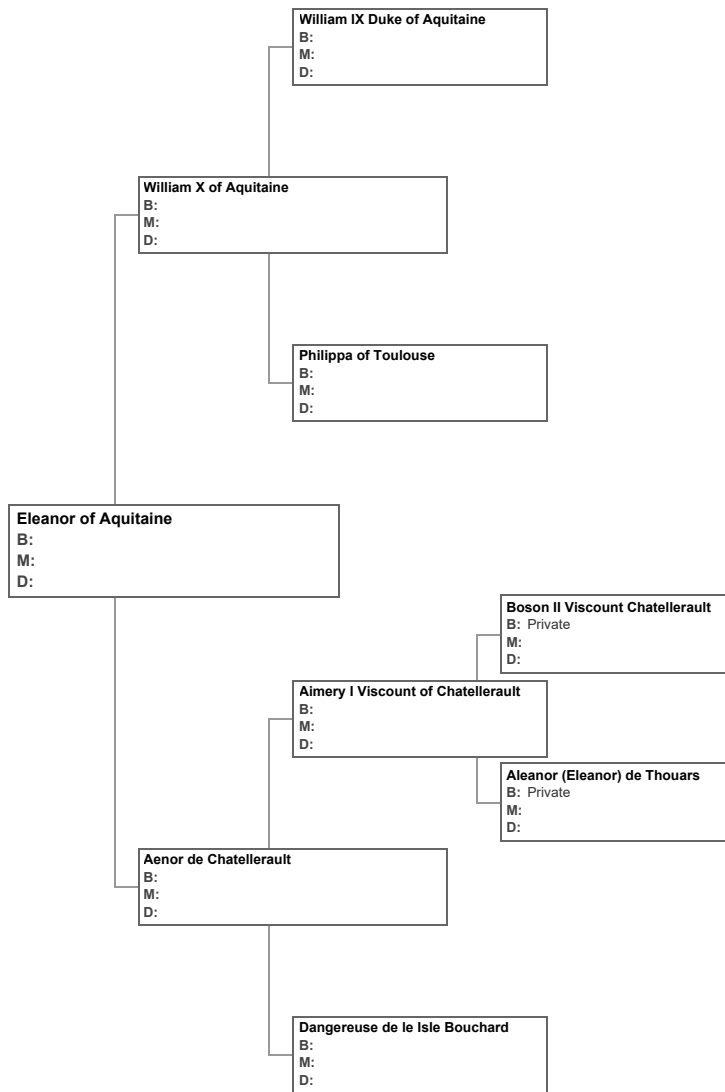 William IX Duke of Aquitaine
B:
M:
D:
William X of Aquitaine
B:
M:
D:
Philippa of Toulouse
B:
M:
D:
Eleanor of Aquitaine
B:
M:
D:
Boson II Viscount Chatellerault
B: Private
M:
D:
Aimery I Viscount of Chatellerault
B:
M:
D:
Aleanor (Eleanor) de Thouars
B: Private
M:
D:
Aenor de Chatellerault
B:
M:
D:
Dangereuse de le Isle Bouchard
B:
M:
D: